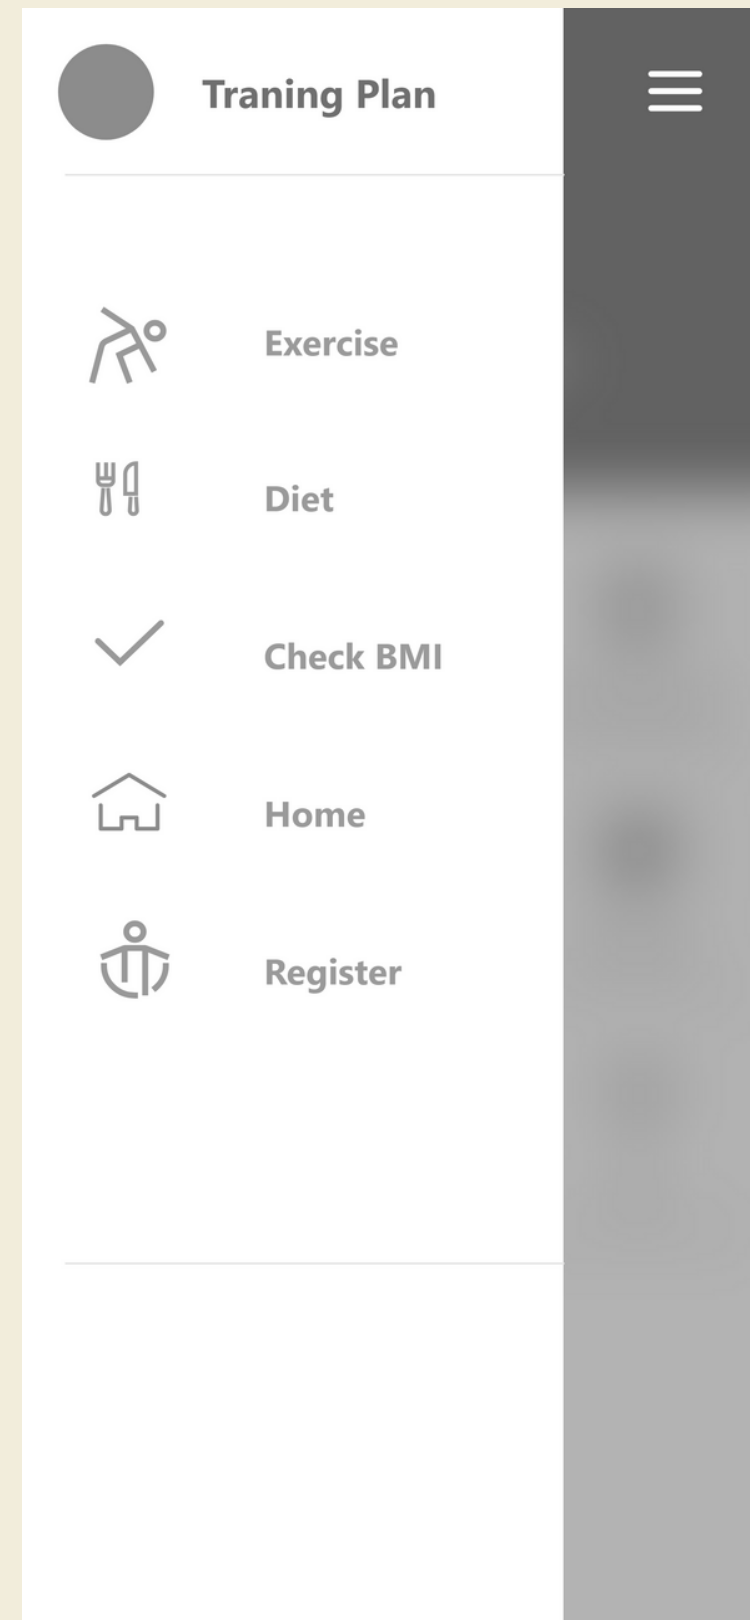 Traning Plan
Exercise
Diet
Check BMI
Home
Register